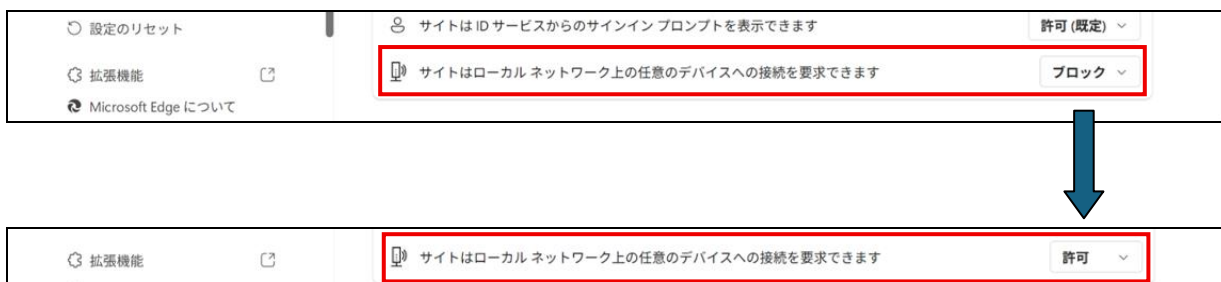 設定のリセット
サイトは ID サービスからのサインイン プロンプトを表示できます
許可 (既定)
拡張機能
サイトはローカル ネットワーク上の任意のデバイスへの接続を要求できます
ブロック
Microsoft Edge について
拡張機能
サイトはローカル ネットワーク上の任意のデバイスへの接続を要求できます
許可